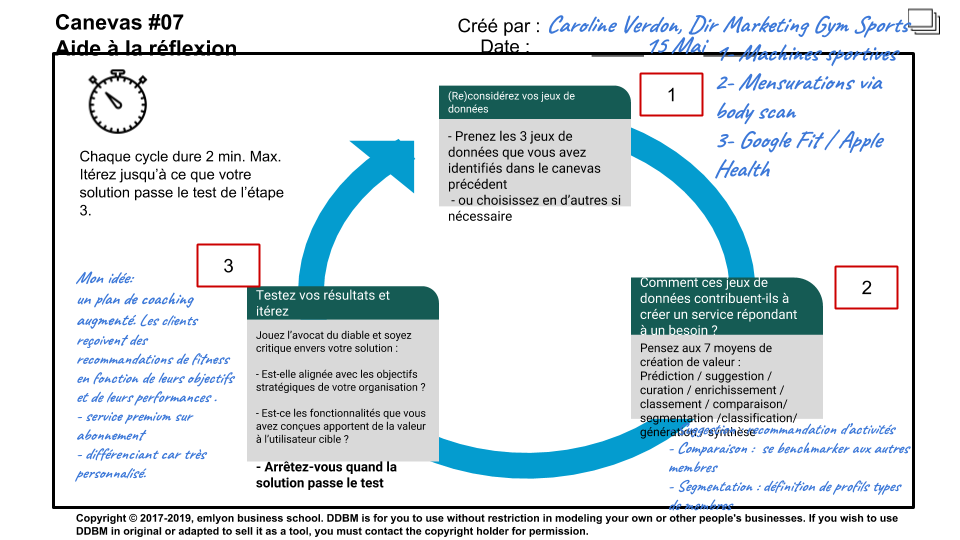 Canevas #07
Aide à la réflexion
Créé par : Caroline Verdon, Dir Marketing Gym Sports
Date : 15 Mai
Chaque cycle dure 2 min. Max.
Itérez jusqu'à ce que votre
solution passe le test de l'étape
3.
(Re)considérez vos jeux de
données
- Prenez les 3 jeux de
données que vous avez
identifiés dans le canevas
précédent
- ou choisissez en d'autres si
nécessaire
1
1- Machines sportives
2- Mensurations via
body scan
3- Google Fit / Apple
Health
2
Comment ces jeux de
données contribuent-ils à
créer un service répondant
à un besoin ?
Pensez aux 7 moyens de
création de valeur :
Prédiction / suggestion /
curation / enrichissement /
classement / comparaison/
segmentation /classification/
génération/ synthèse
- Suggestion : recommandation d'activités
- Comparaison : se benchmarker aux autres
membres
- Segmentation : définition de profils types
de membres
3
Testez vos résultats et
itérez
Jouez l'avocat du diable et soyez
critique envers votre solution :
- Est-elle alignée avec les objectifs
stratégiques de votre organisation ?
- Est-ce les fonctionnalités que vous
avez conçues apportent de la valeur
à l'utilisateur cible ?
- Arrêtez-vous quand la
solution passe le test
Mon idée:
un plan de coaching
augmenté. Les clients
reçoivent des
recommandations de fitness
en fonction de leurs objectifs
et de leurs performances .
- service premium sur
abonnement
- différenciant car très
personnalisé.
Copyright © 2017-2019, emlyon business school. DDBM is for you to use without restriction in modeling your own or other people's businesses. If you wish to use
DDBM in original or adapted to sell it as a tool, you must contact the copyright holder for permission.